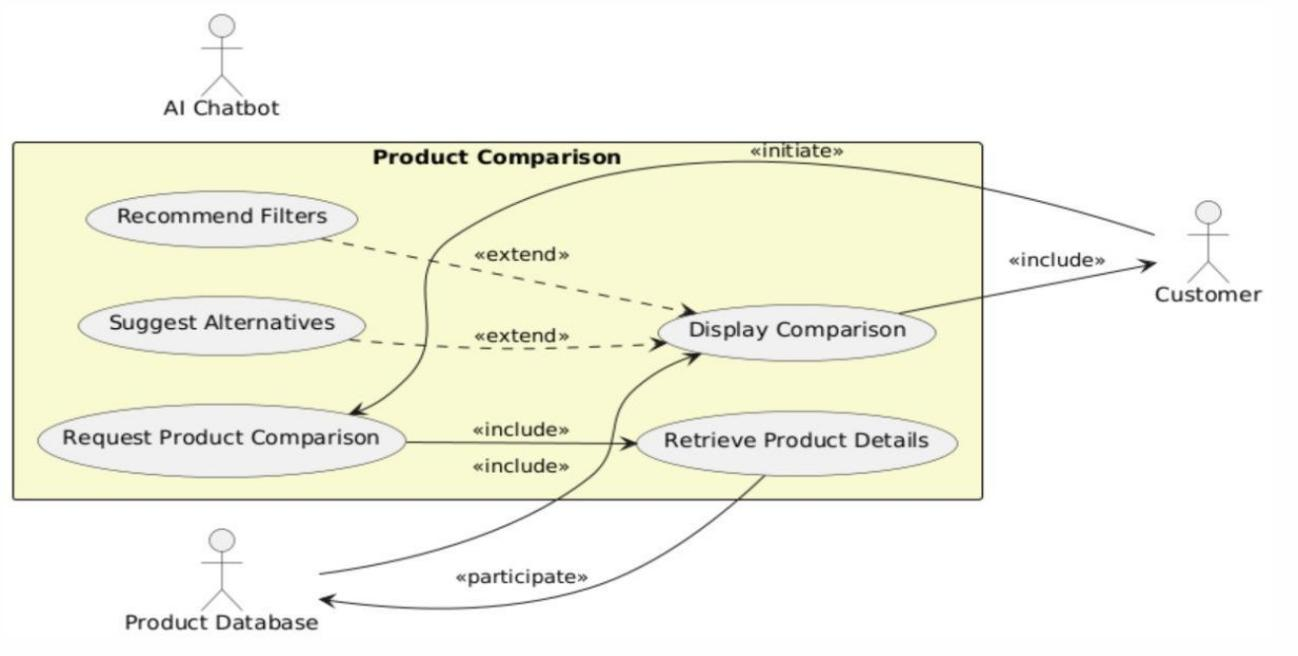 AI Chatbot
Product Comparison
«initiate»
Recommend Filters
«extend»
«include»
Customer
Suggest Alternatives
«extend»
Display Comparison
Request Product Comparison
«include»
Retrieve Product Details
«include»
«participate»
Product Database